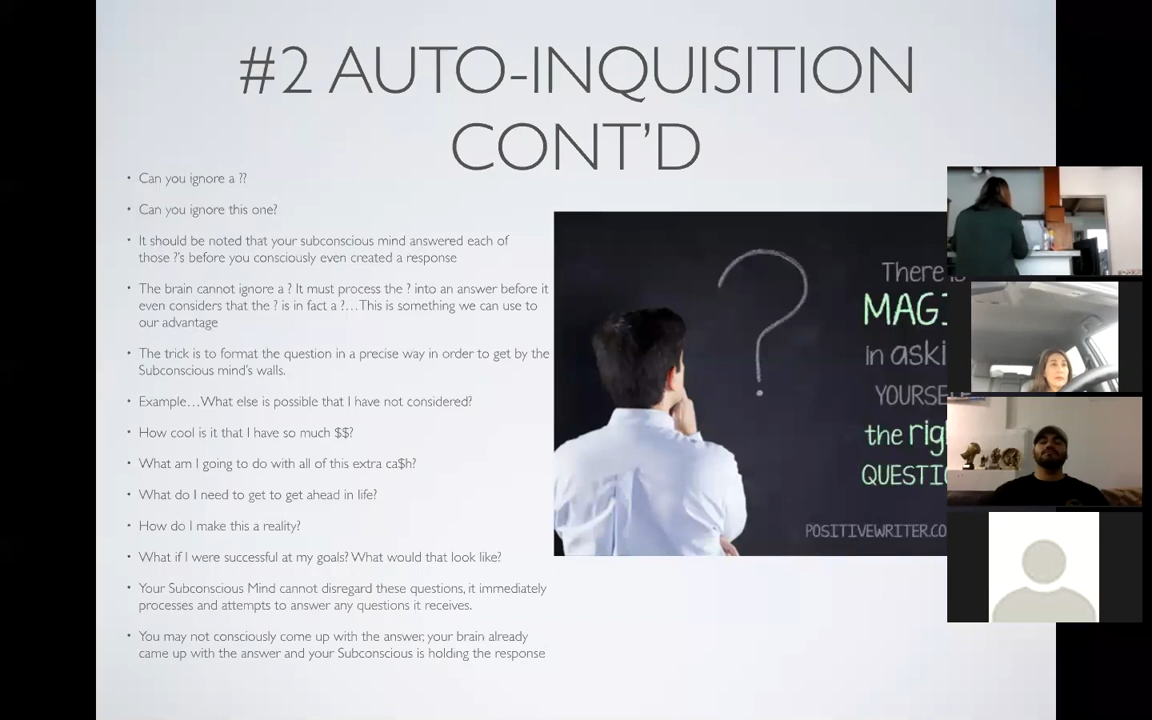 #2 AUTO-INQUISITION
CONT'D
• Can you ignore a ??
• Can you ignore this one?
• It should be noted that your subconscious mind answered each of
those ?'s before you consciously even created a response
• The brain cannot ignore a ? It must process the ? into an answer before it
even considers that the ? is in fact a ?…This is something we can use to
our advantage
• The trick is to format the question in a precise way in order to get by the
Subconscious mind's walls.
• Example…What else is possible that I have not considered?
• How cool is it that I have so much $$?
• What am I going to do with all of this extra ca$h?
• What do I need to get to get ahead in life?
• How do I make this a reality?
• What if I were successful at my goals? What would that look like?
• Your Subconscious Mind cannot disregard these questions, it immediately
processes and attempts to answer any questions it receives.
• You may not consciously come up with the answer, your brain already
came up with the answer and your Subconscious is holding the response
?
There
MAG
in aski
YOURSE
the rig
QUESTI
POSITIVEWRITER.CO